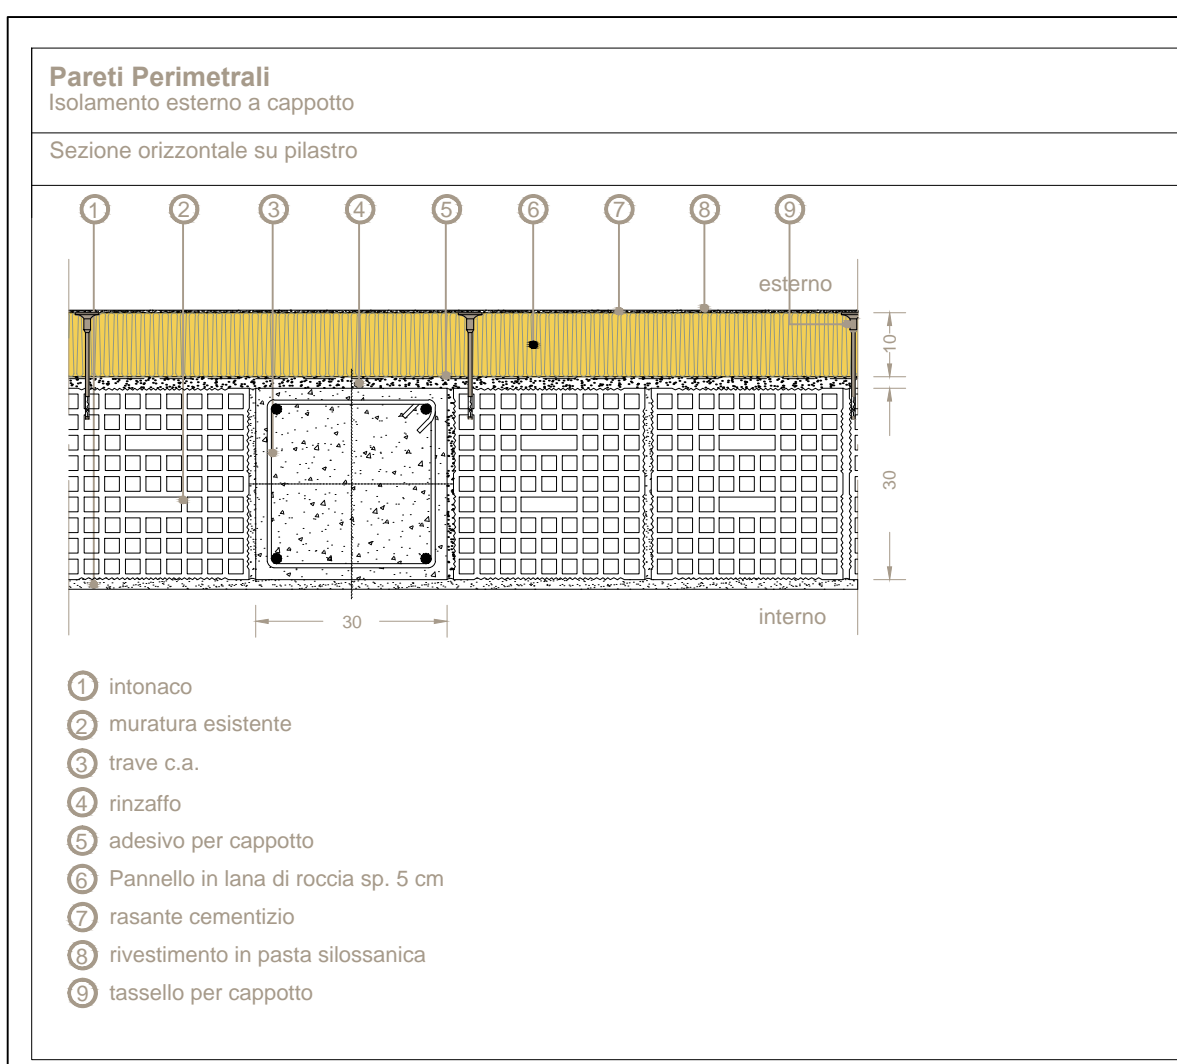 Pareti Perimetrali
Isolamento esterno a cappotto
Sezione orizzontale su pilastro
1 2 3 4 5 6 7 8 9
esterno
10
30
30
interno
1 intonaco
2 muratura esistente
3 trave c.a.
4 rinzaffo
5 adesivo per cappotto
6 Pannello in lana di roccia sp. 5 cm
7 rasante cementizio
8 rivestimento in pasta silossanica
9 tassello per cappotto